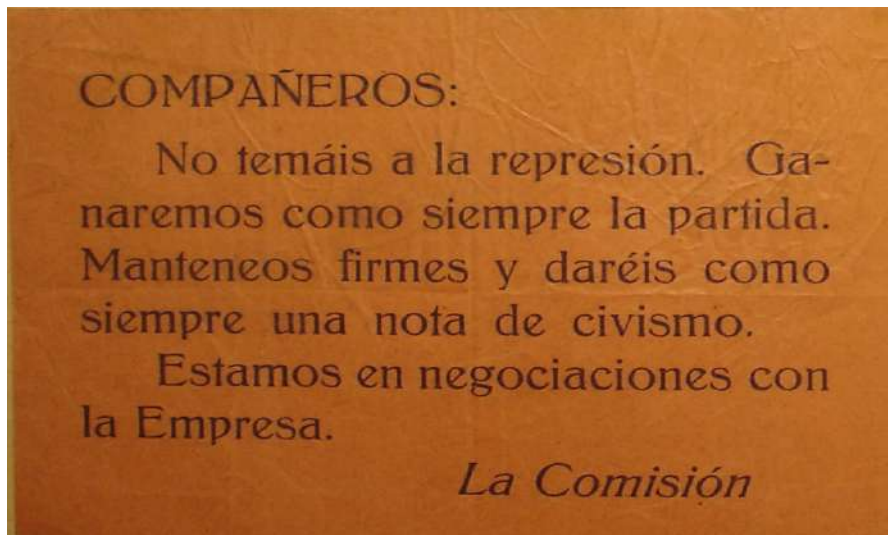 COMPAÑEROS:
No temáis a la represión. Ga-
naremos como siempre la partida.
Manteneos firmes y daréis como
siempre una nota de civismo.
Estamos en negociaciones con
la Empresa.
La Comisión